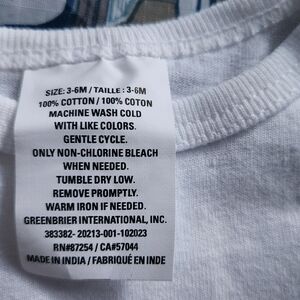 SIZE: 3-6M / TAILLE : 3-6M
100% COTTON / 100% COTON
MACHINE WASH COLD
WITH LIKE COLORS.
GENTLE CYCLE.
ONLY NON-CHLORINE BLEACH
WHEN NEEDED.
TUMBLE DRY LOW.
REMOVE PROMPTLY.
WARM IRON IF NEEDED.
GREENBRIER INTERNATIONAL, INC.
383382- 20213-001-102023
RN#87254 / CA#57044
MADE IN INDIA / FABRIQUÉ EN INDE